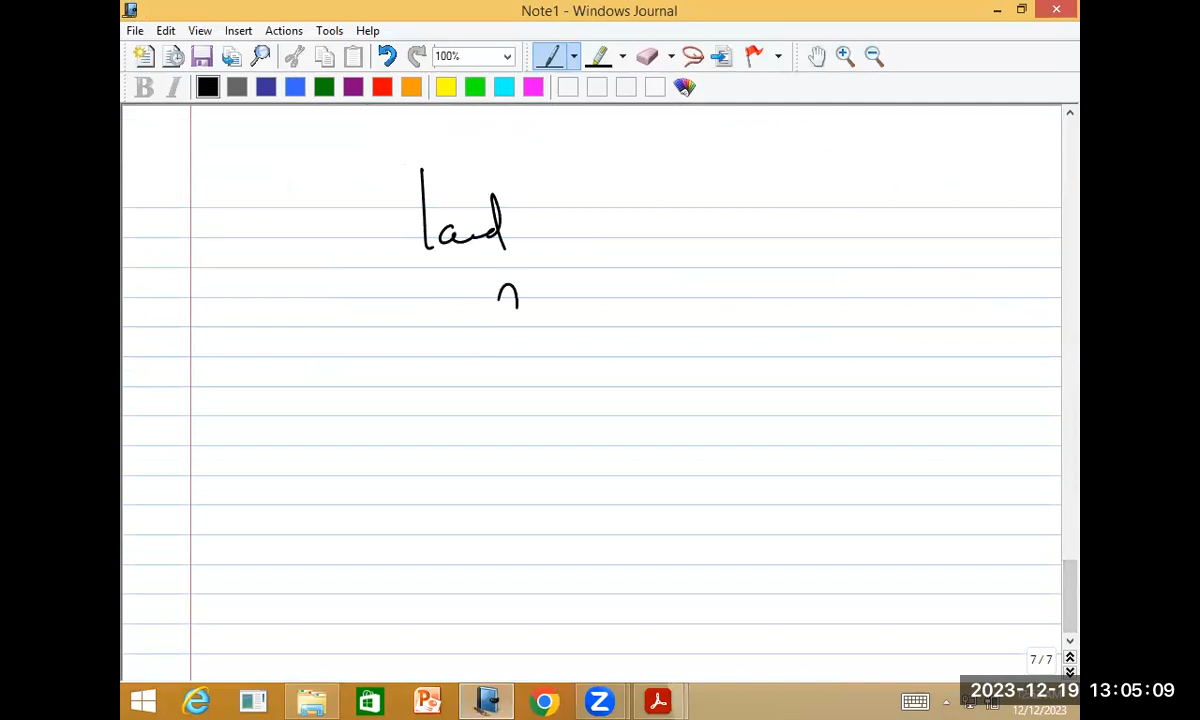 Note1 - Windows Journal
File Edit View Insert Actions Tools Help
100%
B I
land
7 / 7
2023-12-19 13:05:09
12/12/2023